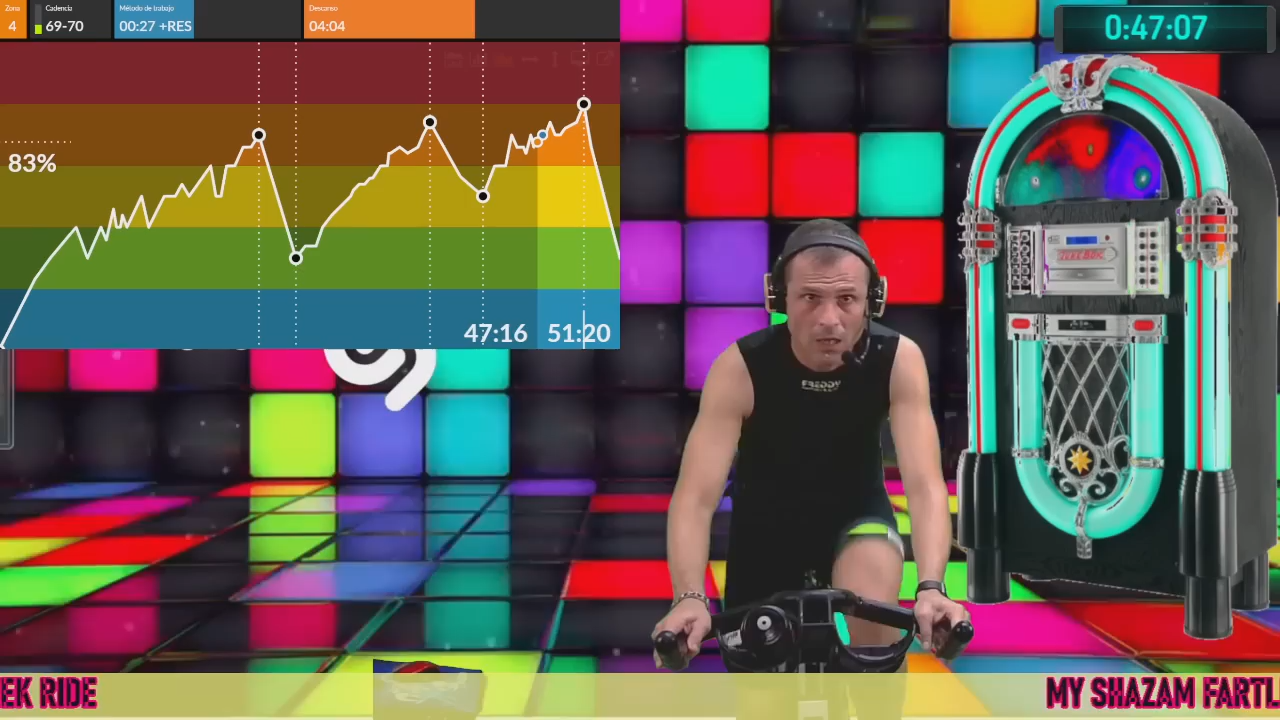 Zona
4
Cadencia
69-70
Método de trabajo
00:27 +RES
Descanso
04:04
0:47:07
83%
47:16
51:20
FREDDY
EK RIDE
MY SHAZAM FARTL